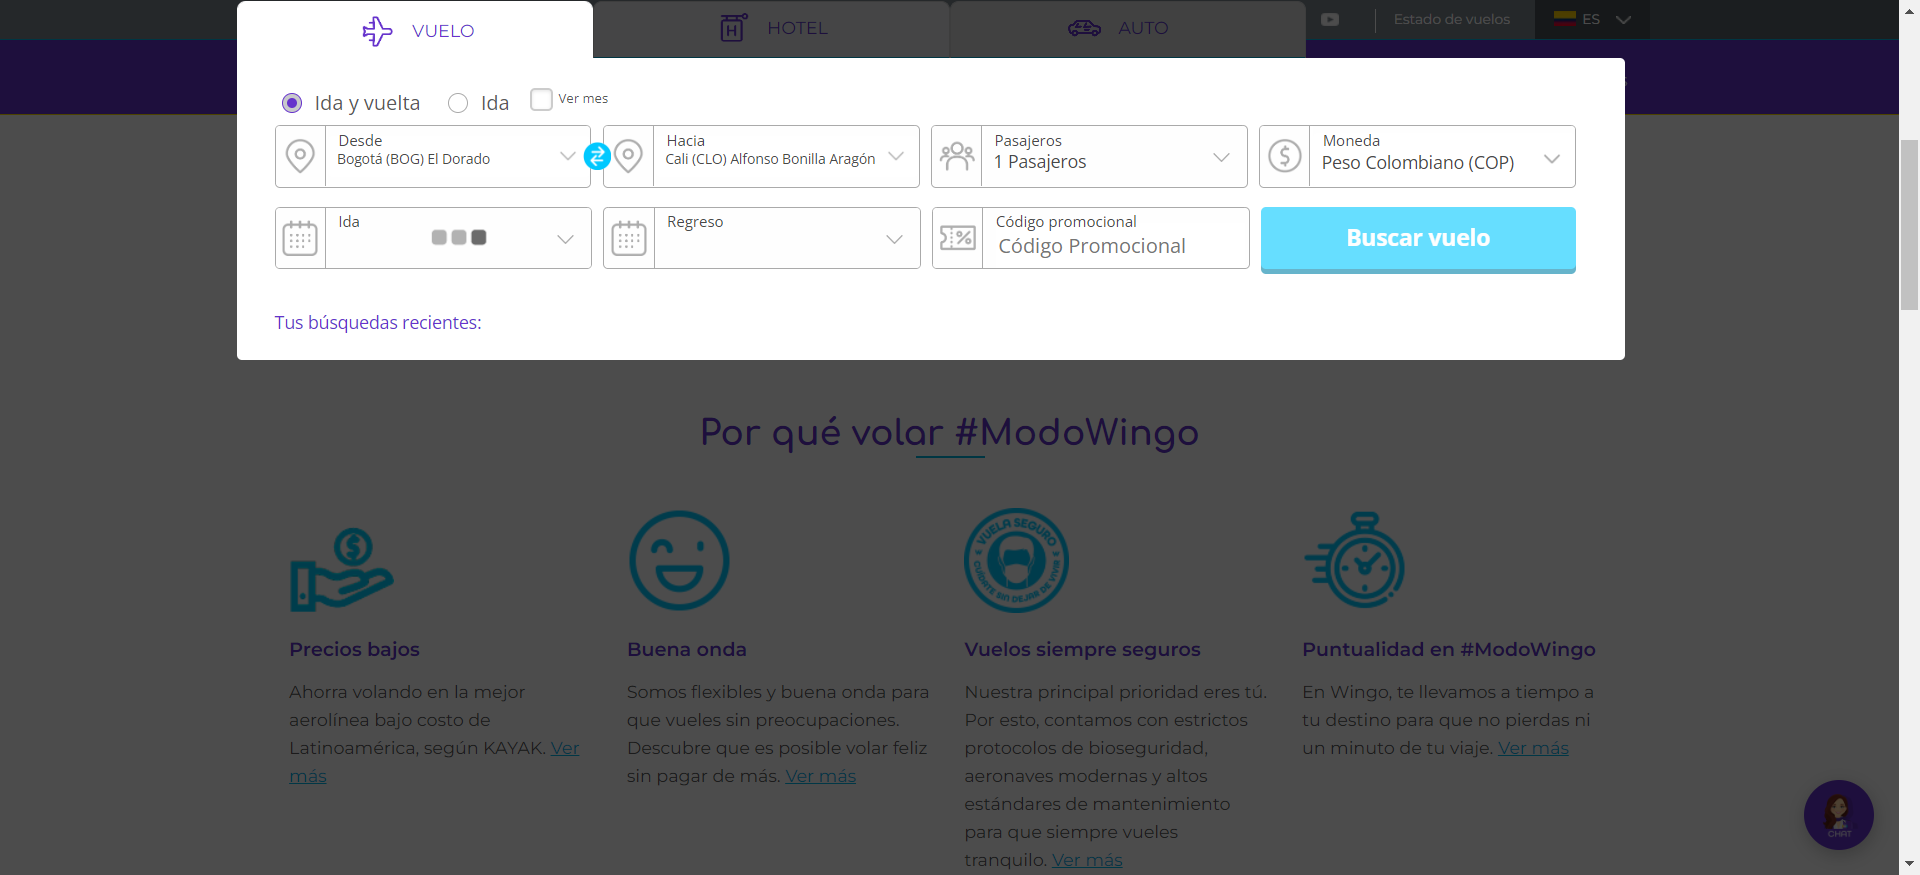 VUELO
HOTEL
AUTO
Estado de vuelos
ES
Ida y vuelta
Ida
Ver mes
Desde
Bogotá (BOG) El Dorado
Hacia
Cali (CLO) Alfonso Bonilla Aragón
Pasajeros
1 Pasajeros
Moneda
Peso Colombiano (COP)
Ida
Regreso
Código promocional
Código Promocional
Buscar vuelo
Tus búsquedas recientes:
Por qué volar #ModoWingo
VUELA SEGURO
CUÍDATE SIN DEJAR DE VIVIR
Precios bajos
Ahorra volando en la mejor
aerolínea bajo costo de
Latinoamérica, según KAYAK. Ver
más
Buena onda
Somos flexibles y buena onda para
que vueles sin preocupaciones.
Descubre que es posible volar feliz
sin pagar de más. Ver más
Vuelos siempre seguros
Nuestra principal prioridad eres tú.
Por esto, contamos con estrictos
protocolos de bioseguridad,
aeronaves modernas y altos
estándares de mantenimiento
para que siempre vueles
tranquilo. Ver más
Puntualidad en #ModoWingo
En Wingo, te llevamos a tiempo a
tu destino para que no pierdas ni
un minuto de tu viaje. Ver más
CHAT